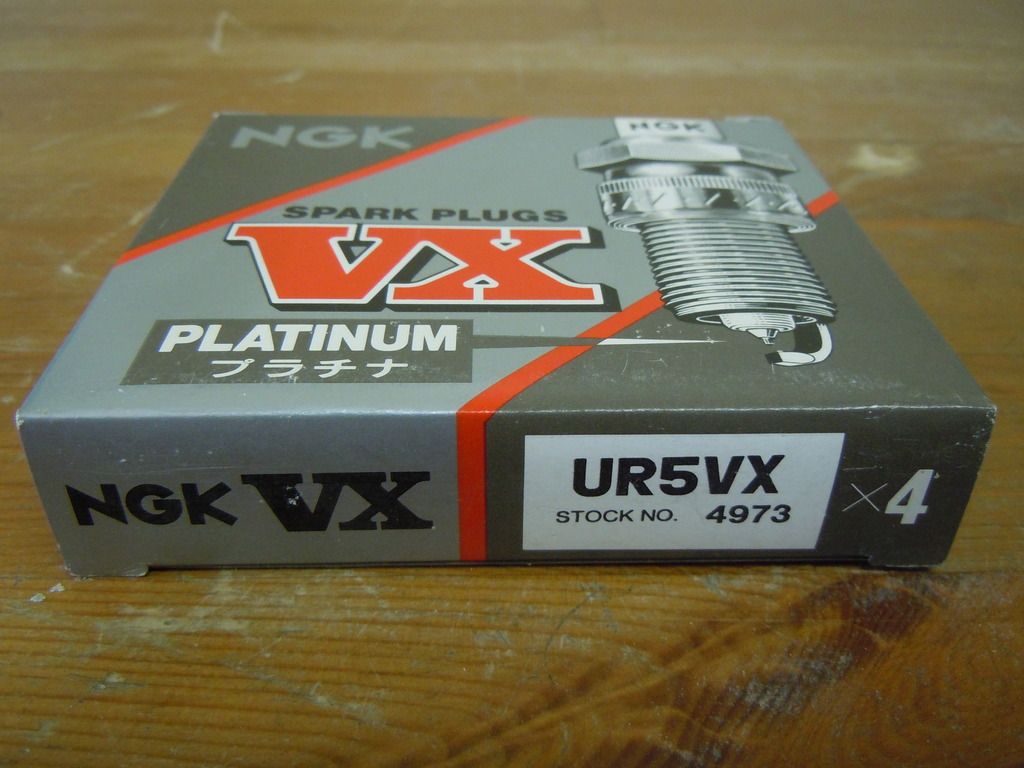 NGK
NGK
SPARK PLUGS
VX
PLATINUM
プラチナ
NGK VX
UR5VX
STOCK NO. 4973
×4